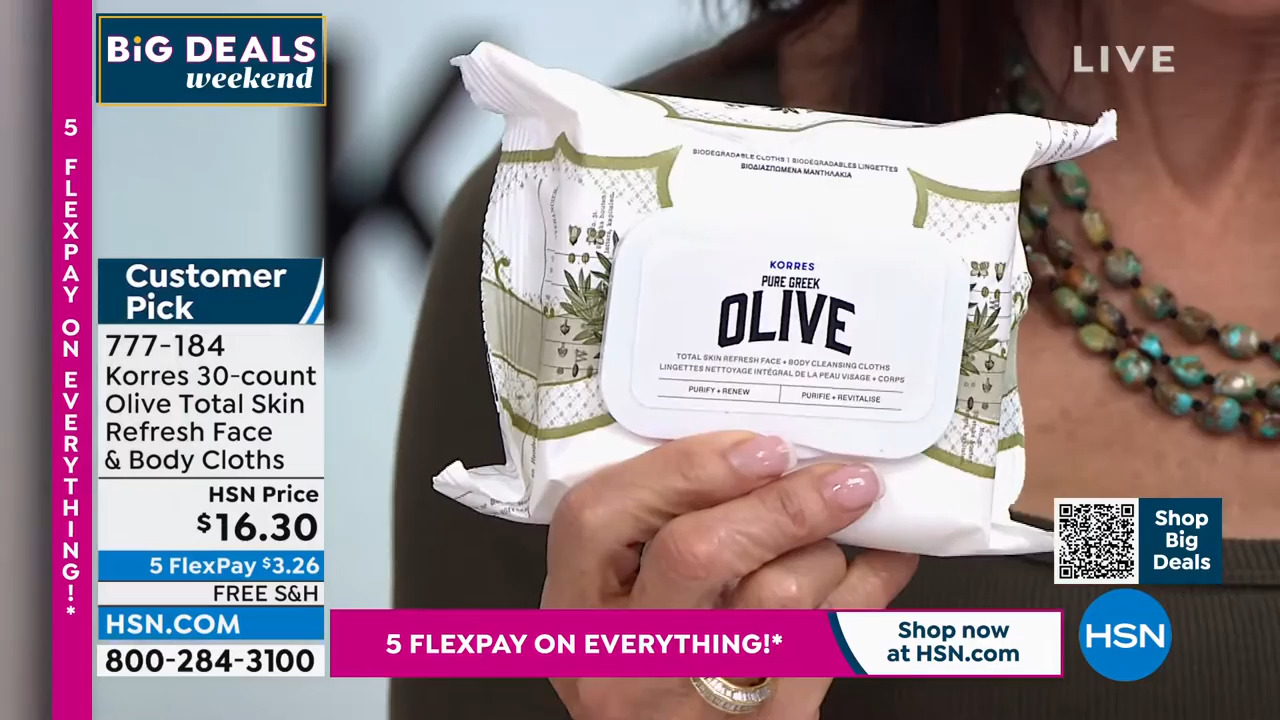 BiG DEALS
weekend
LIVE
5 FLEXPAY ON EVERYTHING!*
Customer
Pick
777-184
Korres 30-count
Olive Total Skin
Refresh Face
& Body Cloths
HSN Price
$16.30
5 FlexPay $3.26
FREE S&H
HSN.COM
800-284-3100
BIODEGRADABLE CLOTHS | BIODÉGRADABLES LINGETTES
ΒΙΟΔΙΑΣΠΩΜΕΝΑ ΜΑΝΤΗΛΑΚΙΑ
KORRES
PURE GREEK
OLIVE
TOTAL SKIN REFRESH FACE + BODY CLEANSING CLOTHS
LINGETTES NETTOYAGE INTÉGRAL DE LA PEAU VISAGE + CORPS
PURIFY + RENEW
PURIFIE + REVITALISE
Shop
Big
Deals
5 FLEXPAY ON EVERYTHING!*
Shop now
at HSN.com
HSN